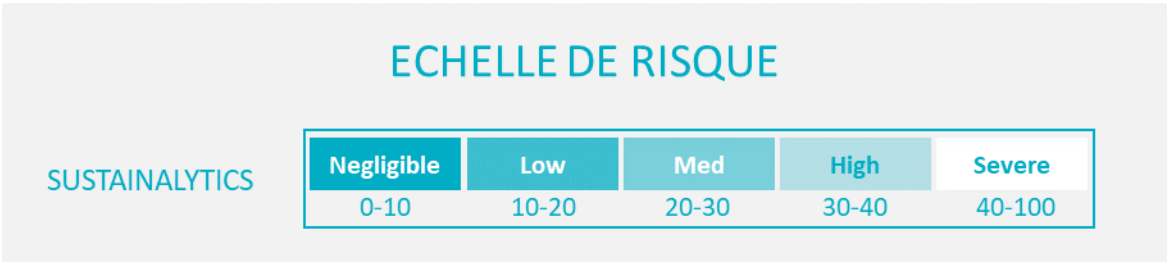 ECHELLE DE RISQUE
SUSTAINALYTICS
Negligible Low Med High Severe
0-10 10-20 20-30 30-40 40-100